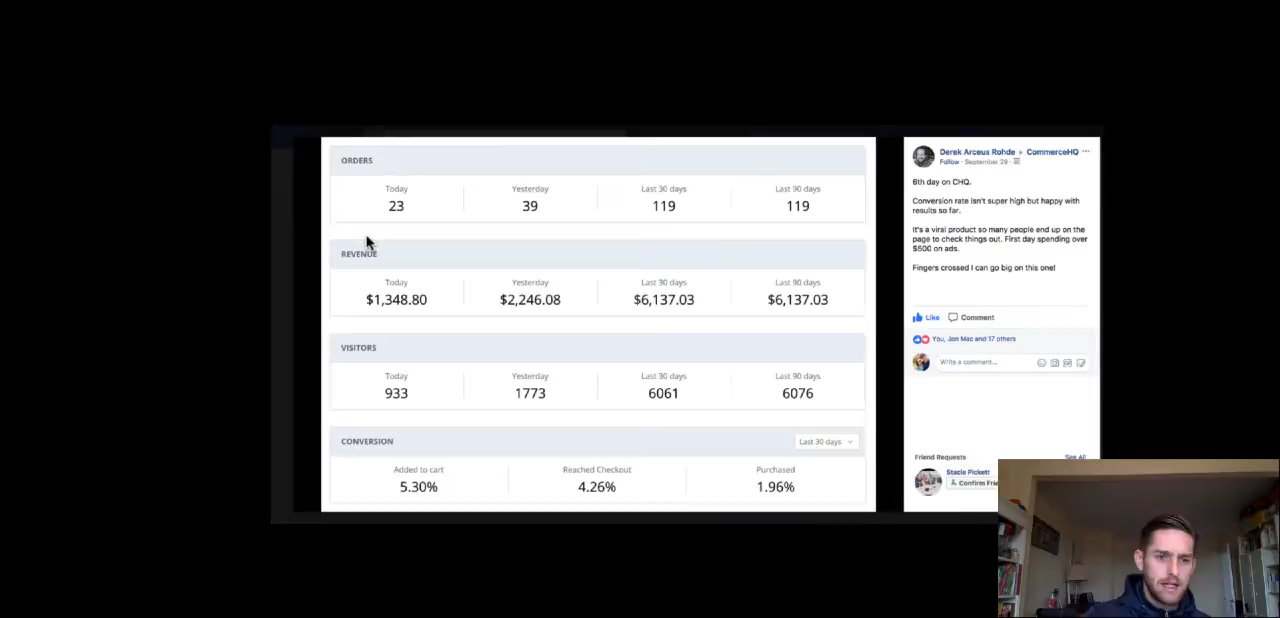 ORDERS
Today Yesterday Last 30 days Last 90 days
23 39 119 119
REVENUE
Today Yesterday Last 30 days Last 90 days
$1,348.80 $2,246.08 $6,137.03 $6,137.03
VISITORS
Today Yesterday Last 30 days Last 90 days
933 1773 6061 6076
CONVERSION Last 30 days
Added to cart Reached Checkout Purchased
5.30% 4.26% 1.96%
Derek Arceus Rohde ▸ CommerceHQ ...
Follow · September 29 ·
6th day on CHQ.
Conversion rate isn't super high but happy with
results so far.
It's a viral product so many people end up on the
page to check things out. First day spending over
$500 on ads.
Fingers crossed I can go big on this one!
Like Comment
You, Jon Mac and 17 others
Write a comment...
Friend Requests See All
Stacie Pickett
Confirm Frie